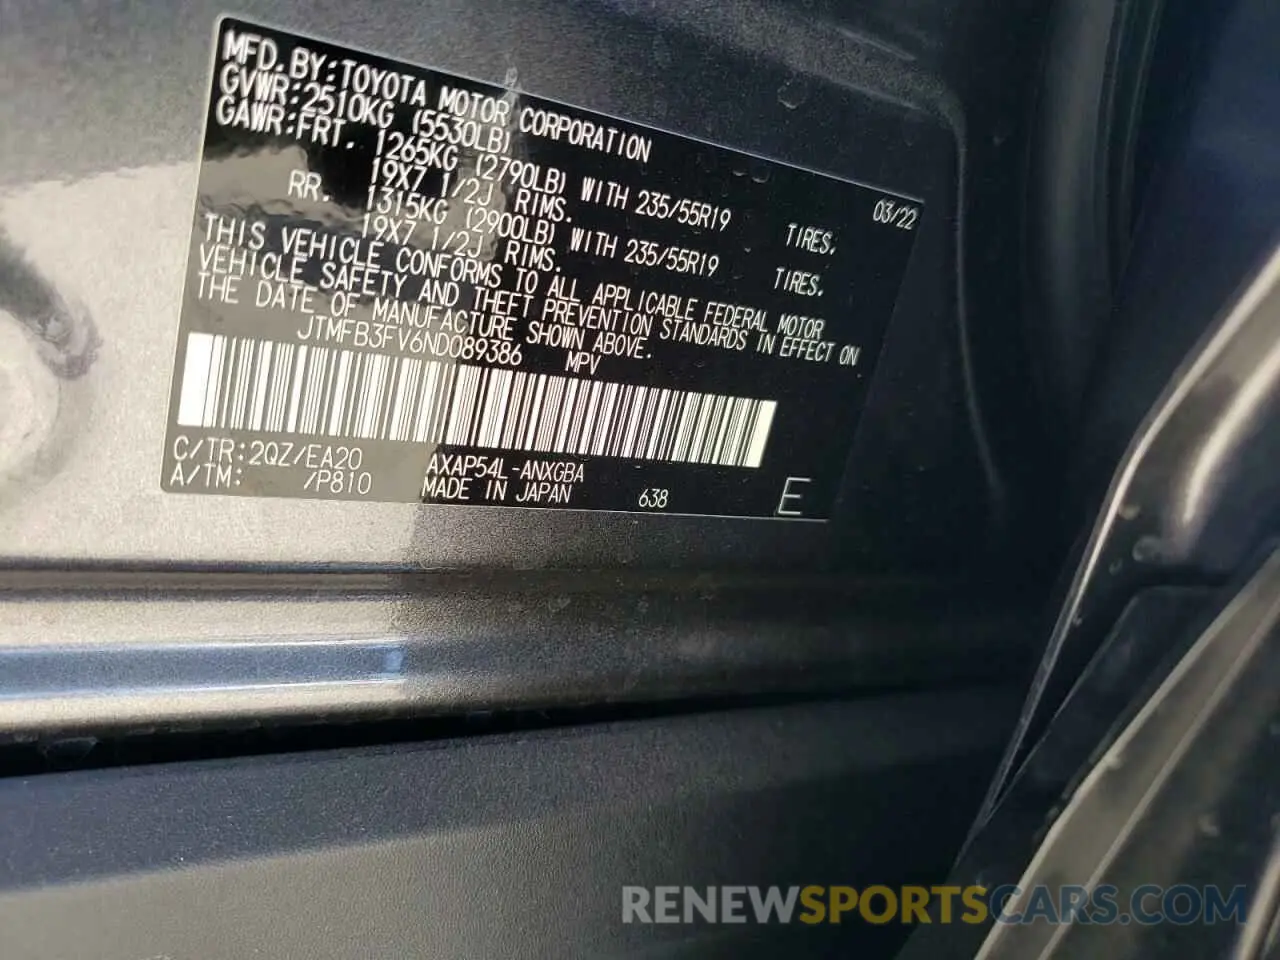 MFD. BY: TOYOTA MOTOR CORPORATION 03/22
GVWR: 2510KG (5530LB)
GAWR: FRT. 1265KG (2790LB) WITH 235/55R19 TIRES,
19X7 1/2J RIMS.
RR. 1315KG (2900LB) WITH 235/55R19 TIRES,
19X7 1/2J RIMS.
THIS VEHICLE CONFORMS TO ALL APPLICABLE FEDERAL MOTOR
VEHICLE SAFETY AND THEFT PREVENTION STANDARDS IN EFFECT ON
THE DATE OF MANUFACTURE SHOWN ABOVE.
JTMFB3FV6ND089386 MPV
C/TR: 2QZ/EA20 AXAP54L-ANXGBA
A/TM: /P810 MADE IN JAPAN 638 E
RENEWSPORTSCARS.COM